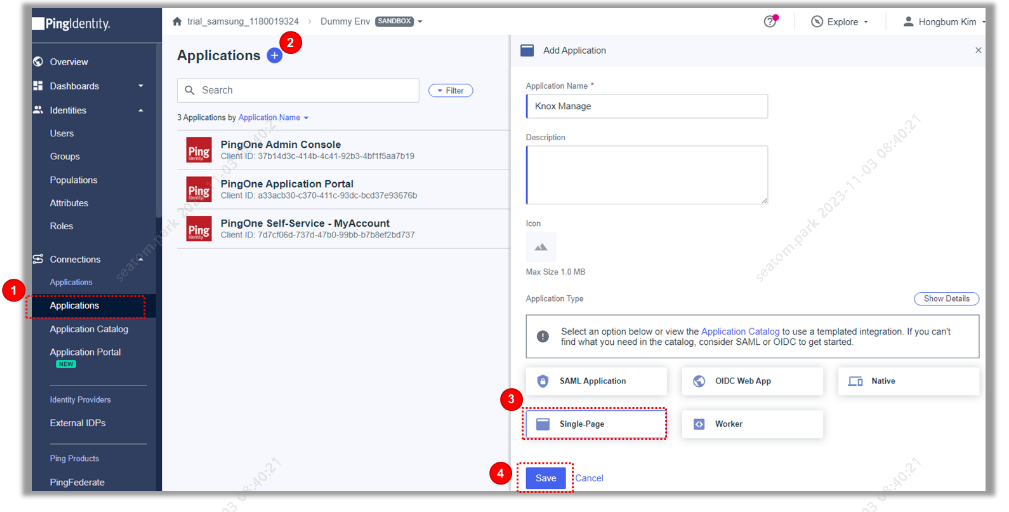 PingIdentity.
trial_samsung_1180019324 > Dummy Env SANDBOX
Explore
Hongbum Kim
Overview
Dashboards
Identities
Users
Groups
Populations
Attributes
Roles
Connections
Applications
1
Applications
Application Catalog
Application Portal
NEW
Identity Providers
External IDPs
Ping Products
PingFederate
2
Applications +
Search
Filter
3 Applications by Application Name
Ping
Identity.
PingOne Admin Console
Client ID: 37b14d3c-414b-4c41-92b3-4bf1f5aa7b19
Ping
Identity.
PingOne Application Portal
Client ID: a33acb30-c370-411c-93dc-bcd37e93676b
Ping
Identity.
PingOne Self-Service - MyAccount
Client ID: 7d7cf06d-737d-47b0-99bb-b7b8ef2bd737
Add Application
Application Name *
Knox Manage
Description
Icon
Max Size 1.0 MB
Application Type
Show Details
Select an option below or view the Application Catalog to use a templated integration. If you can't
find what you need in the catalog, consider SAML or OIDC to get started.
SAML Application
OIDC Web App
Native
3
Single-Page
Worker
4
Save
Cancel
seatom.park 2023-11-03 08:40:21